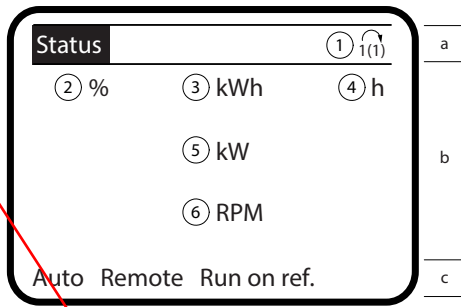 Status ① 1(1) a
② % ③ kWh ④ h
⑤ kW b
⑥ RPM
Auto Remote Run on ref. c